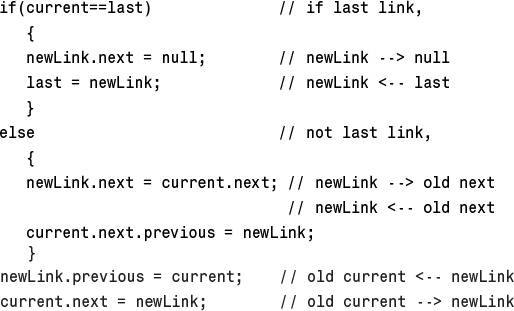 if(current==last) // if last link,
{
newLink.next = null; // newLink --> null
last = newLink; // newLink <-- last
}
else // not last link,
{
newLink.next = current.next; // newLink --> old next
// newLink <-- old next
current.next.previous = newLink;
}
newLink.previous = current; // old current <-- newLink
current.next = newLink; // old current --> newLink